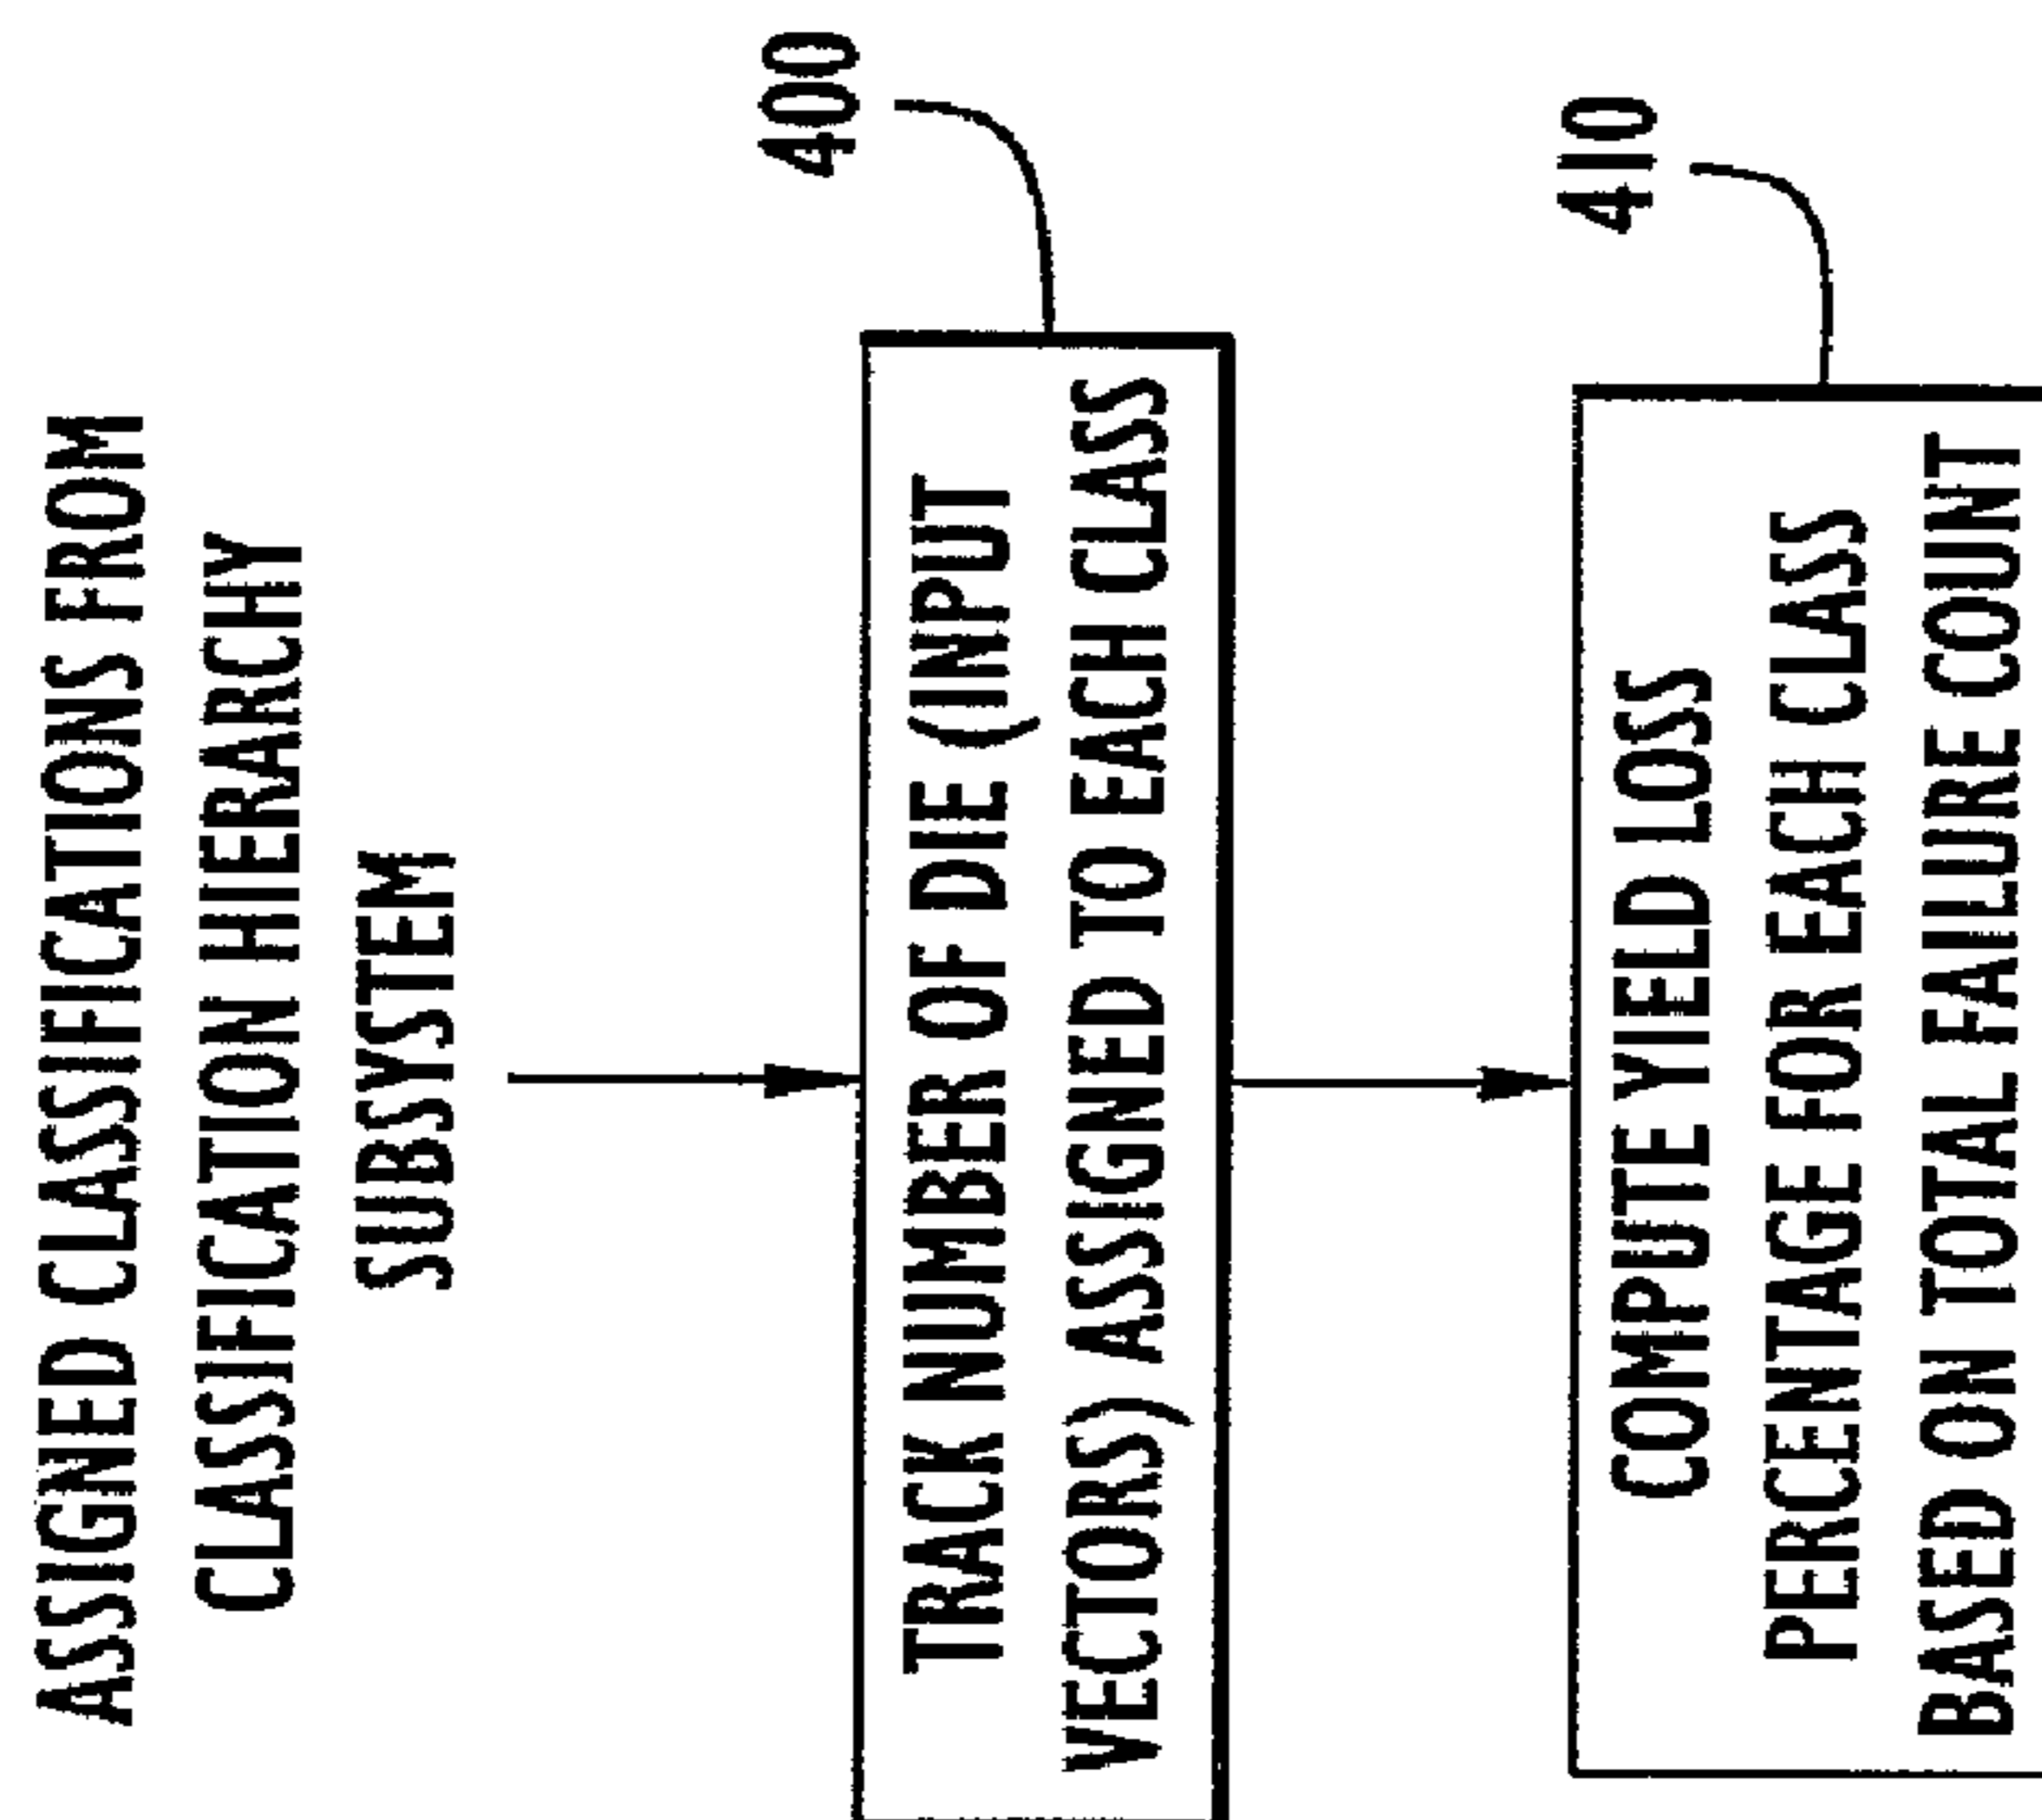 ASSIGNED CLASSIFICATIONS FROM
CLASSIFICATION HIERARCHY
SUBSYSTEM
400
TRACK NUMBER OF DIE (INPUT
VECTORS) ASSIGNED TO EACH CLASS
410
COMPUTE YIELD LOSS
PERCENTAGE FOR EACH CLASS
BASED ON TOTAL FAILURE COUNT